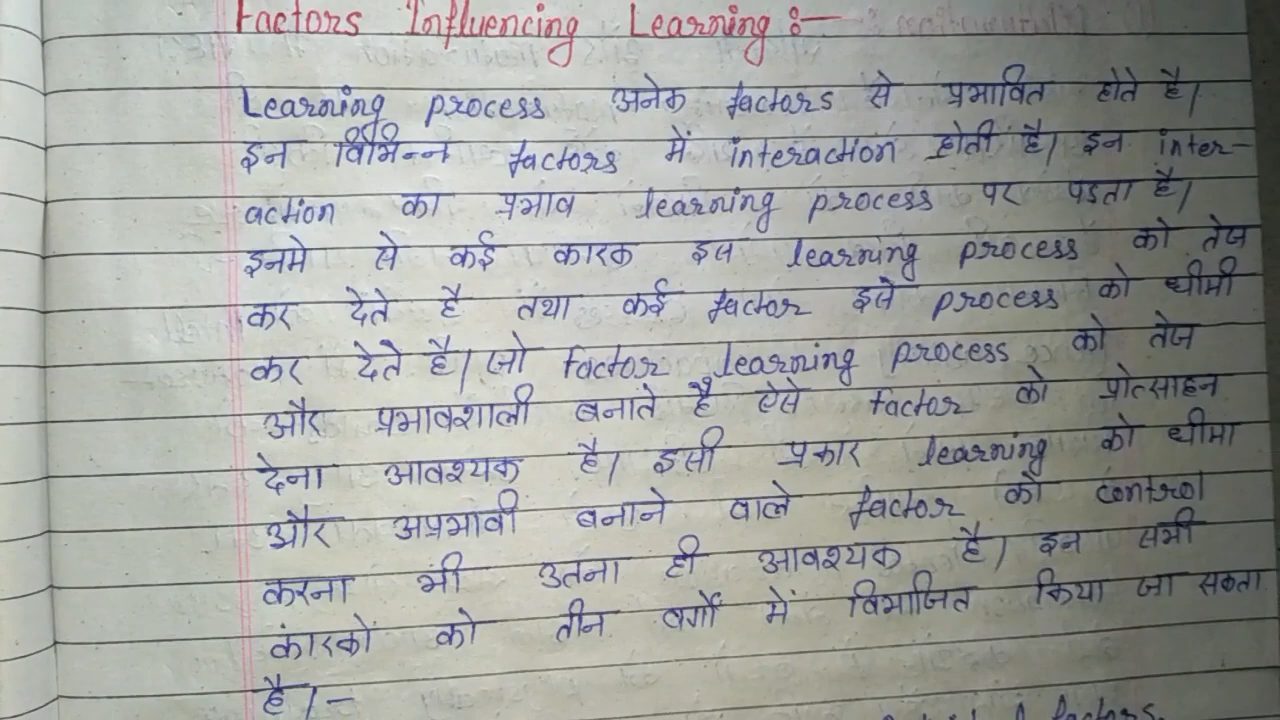 Factors Influencing Learning :—
Learning process अनेक factors से प्रभावित होते है।
इन विभिन्न factors में interaction होती है। इन inter-
action का प्रभाव learning process पर पडता है।
इनमे से कई कारक इस learning process को तेज
कर देते है तथा कई factor इसे process को धीमी
कर देते है। जो factor learning process को तेज
और प्रभावशाली बनाते है ऐसे factor को प्रोत्साहन
देना आवश्यक है। इसी प्रकार learning को धीमा
और अप्रभावी बनाने वाले factor को control
करना भी उतना ही आवश्यक है। इन सभी
कारको को तीन वर्गों में विभाजित किया जा सकता
है।-
factors